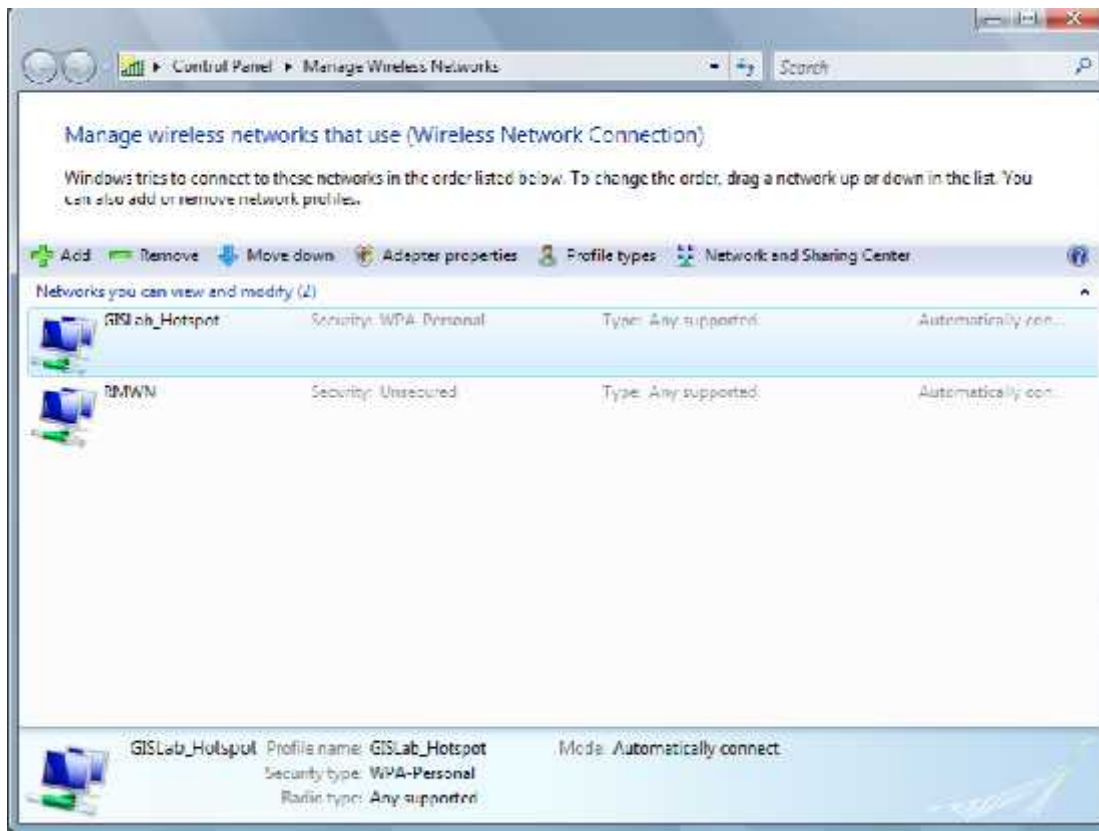 Control Panel ▸ Manage Wireless Networks Search
Manage wireless networks that use (Wireless Network Connection)
Windows tries to connect to these networks in the order listed below. To change the order, drag a network up or down in the list. You
can also add or remove network profiles.
Add Remove Move down Adapter properties Profile types Network and Sharing Center
Networks you can view and modify (2)
GISLab_Hotspot Security: WPA-Personal Type: Any supported Automatically con...
RMWN Security: Unsecured Type: Any supported Automatically con...
GISLab_Hotspot Profile name: GISLab_Hotspot Mode: Automatically connect
Security type: WPA-Personal
Radio type: Any supported